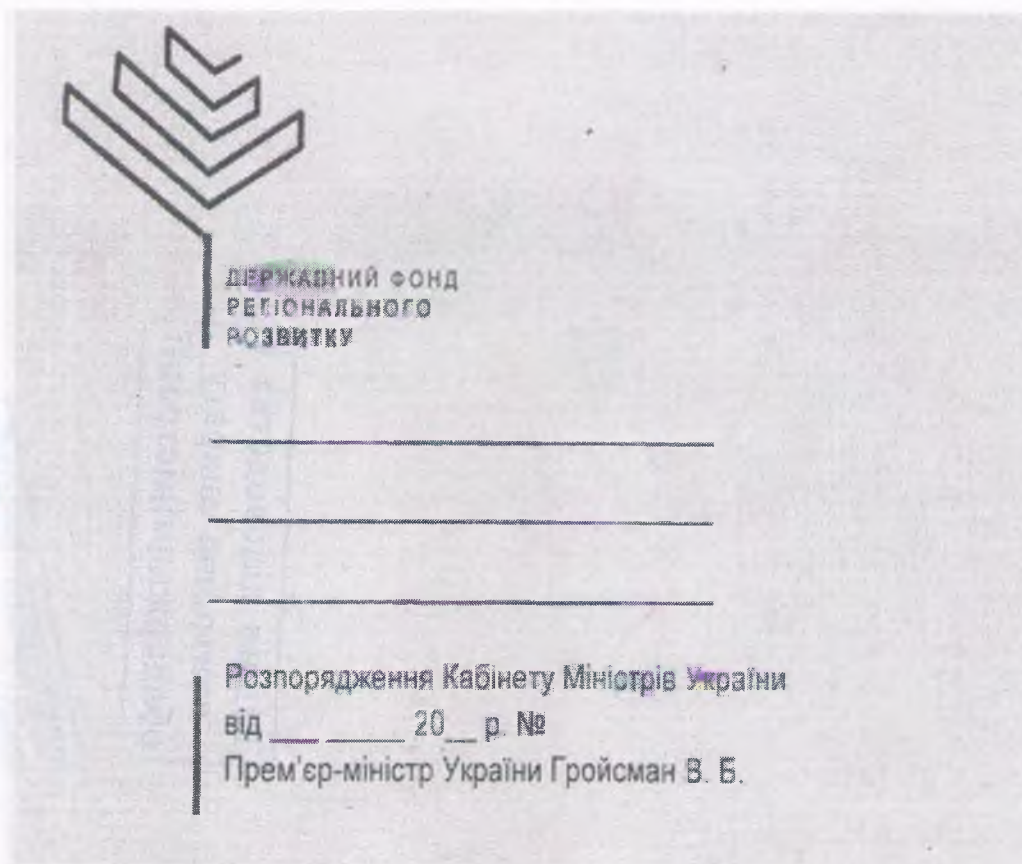 ДЕРЖАВНИЙ ФОНД
РЕГІОНАЛЬНОГО
РОЗВИТКУ
Розпорядження Кабінету Міністрів України
від ___ _____ 20__ р. №
Прем'єр-міністр України Гройсман В. Б.